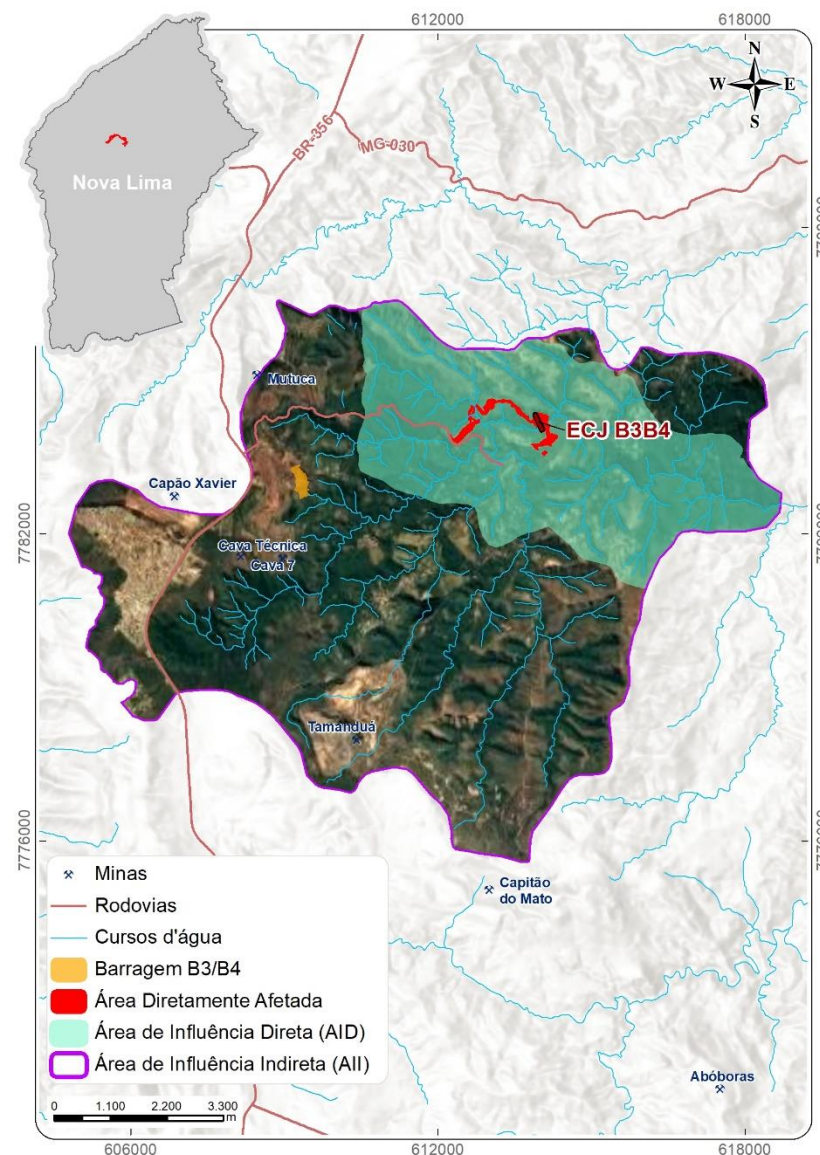 612000
618000
N
W E
S
BR-356
MG-030
Nova Lima
Mutuca
ECJ B3B4
Capão Xavier
7782000
Cava Técnica
Cava 7
Tamanduá
7776000
Minas
Rodovias
Cursos d'água
Barragem B3/B4
Área Diretamente Afetada
Área de Influência Direta (AID)
Área de Influência Indireta (AII)
0 1.100 2.200 3.300
m
Capitão
do Mato
Abóboras
606000
612000
618000